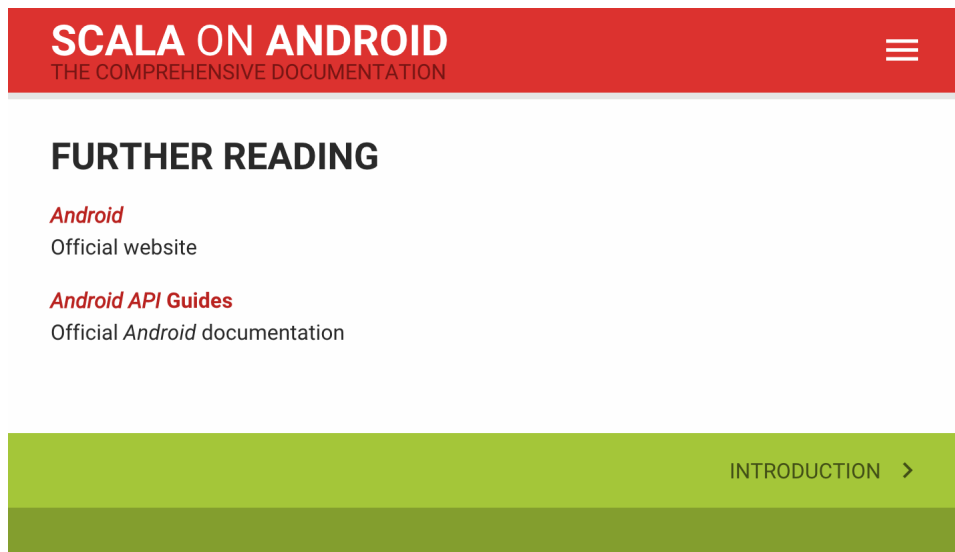 SCALA ON ANDROID
THE COMPREHENSIVE DOCUMENTATION
FURTHER READING
Android
Official website
Android API Guides
Official Android documentation
INTRODUCTION